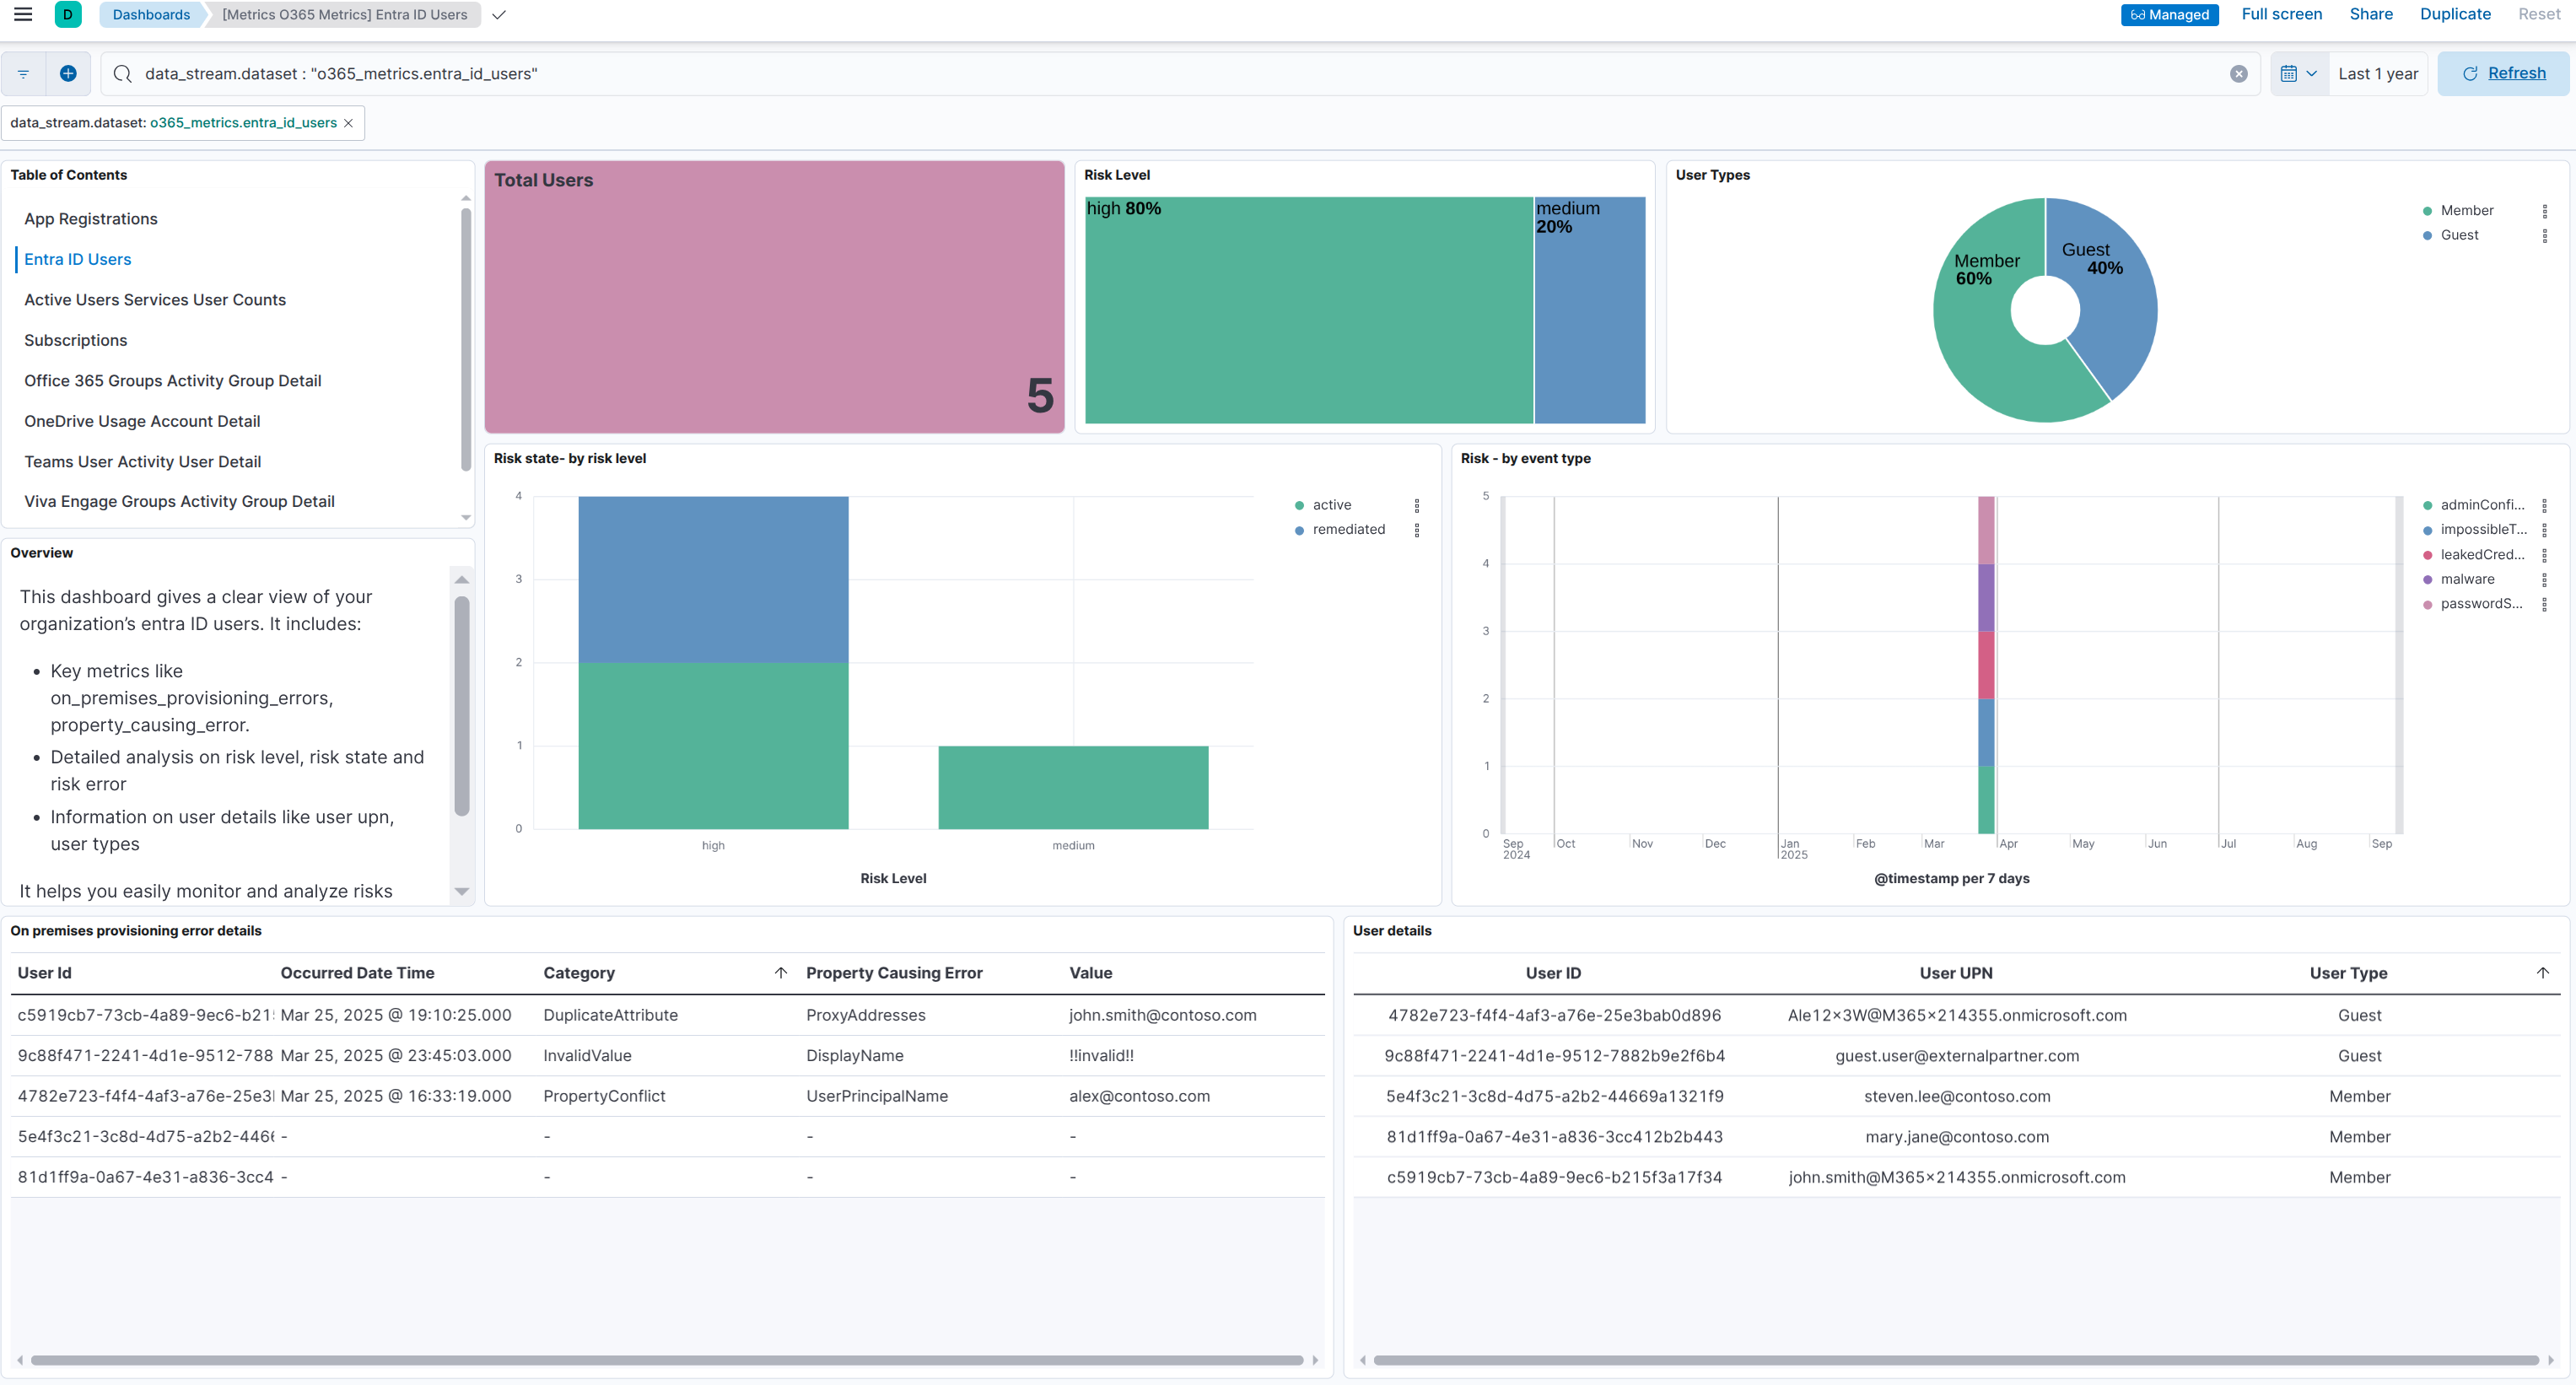 D
Dashboards
[Metrics O365 Metrics] Entra ID Users
Managed
Full screen
Share
Duplicate
Reset
data_stream.dataset : "o365_metrics.entra_id_users"
Last 1 year
Refresh
data_stream.dataset: o365_metrics.entra_id_users
Table of Contents
App Registrations
Entra ID Users
Active Users Services User Counts
Subscriptions
Office 365 Groups Activity Group Detail
OneDrive Usage Account Detail
Teams User Activity User Detail
Viva Engage Groups Activity Group Detail
Total Users
5
Risk Level
high 80%
medium
20%
User Types
Member
60%
Guest
40%
Member
Guest
Overview
This dashboard gives a clear view of your
organization’s entra ID users. It includes:
• Key metrics like
on_premises_provisioning_errors,
property_causing_error.
• Detailed analysis on risk level, risk state and
risk error
• Information on user details like user upn,
user types
It helps you easily monitor and analyze risks
Risk state- by risk level
4
3
2
1
0
high
medium
Risk Level
active
remediated
Risk - by event type
5
4
3
2
1
0
Sep
2024
Oct
Nov
Dec
Jan
2025
Feb
Mar
Apr
May
Jun
Jul
Aug
Sep
@timestamp per 7 days
adminConfi...
impossibleT...
leakedCred...
malware
passwordS...
On premises provisioning error details
User Id Occurred Date Time Category Property Causing Error Value
c5919cb7-73cb-4a89-9ec6-b21 Mar 25, 2025 @ 19:10:25.000 DuplicateAttribute ProxyAddresses john.smith@contoso.com
9c88f471-2241-4d1e-9512-788 Mar 25, 2025 @ 23:45:03.000 InvalidValue DisplayName !!invalid!!
4782e723-f4f4-4af3-a76e-25e3 Mar 25, 2025 @ 16:33:19.000 PropertyConflict UserPrincipalName alex@contoso.com
5e4f3c21-3c8d-4d75-a2b2-446 - - - -
81d1ff9a-0a67-4e31-a836-3cc4 - - - -
User details
User ID User UPN User Type
4782e723-f4f4-4af3-a76e-25e3bab0d896 Ale12×3W@M365×214355.onmicrosoft.com Guest
9c88f471-2241-4d1e-9512-7882b9e2f6b4 guest.user@externalpartner.com Guest
5e4f3c21-3c8d-4d75-a2b2-44669a1321f9 steven.lee@contoso.com Member
81d1ff9a-0a67-4e31-a836-3cc412b2b443 mary.jane@contoso.com Member
c5919cb7-73cb-4a89-9ec6-b215f3a17f34 john.smith@M365×214355.onmicrosoft.com Member